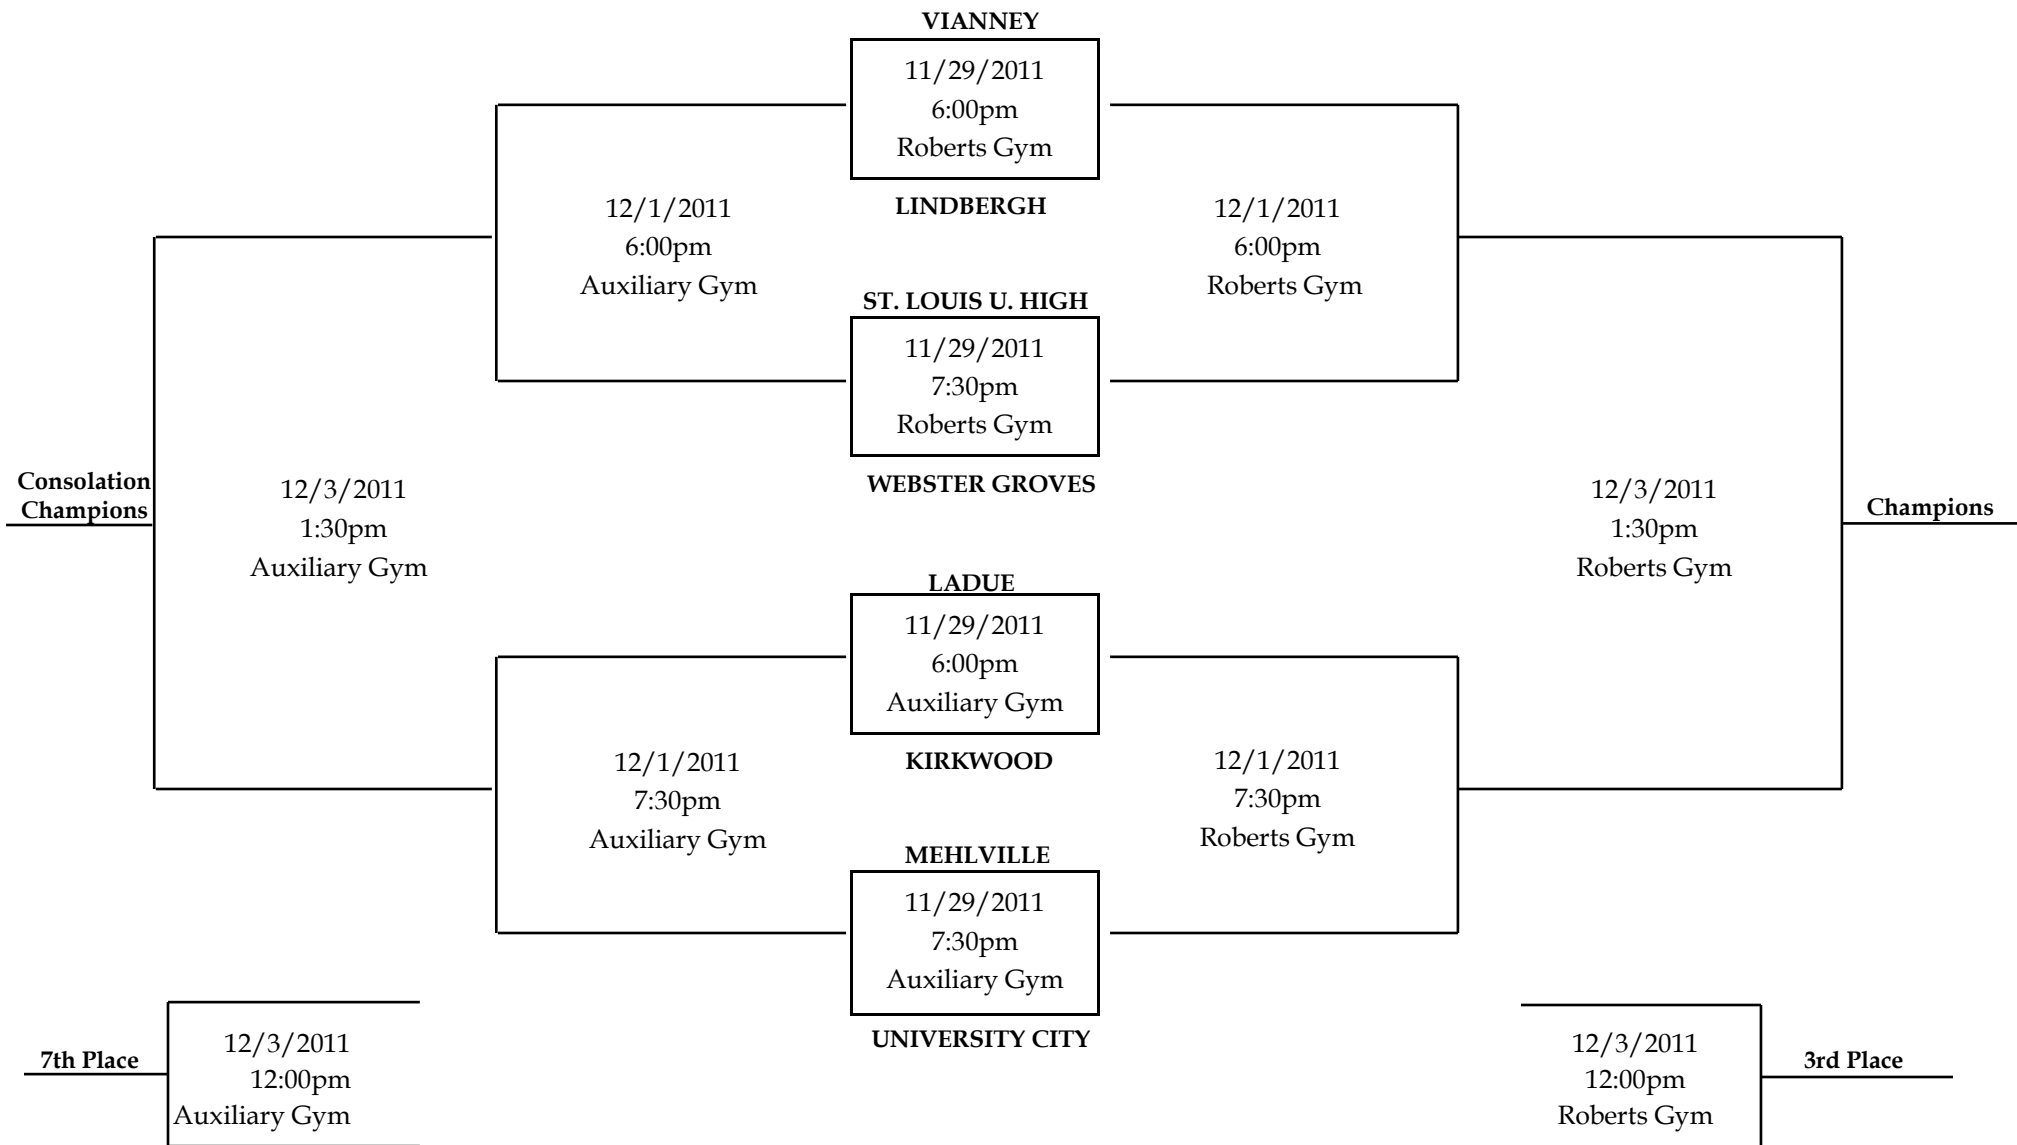 VIANNEY
11/29/2011
6:00pm
Roberts Gym
LINDBERGH
12/1/2011
6:00pm
Auxiliary Gym
12/1/2011
6:00pm
Roberts Gym
ST. LOUIS U. HIGH
11/29/2011
7:30pm
Roberts Gym
WEBSTER GROVES
Consolation
Champions
12/3/2011
1:30pm
Auxiliary Gym
12/3/2011
1:30pm
Roberts Gym
Champions
LADUE
11/29/2011
6:00pm
Auxiliary Gym
KIRKWOOD
12/1/2011
7:30pm
Auxiliary Gym
12/1/2011
7:30pm
Roberts Gym
MEHLVILLE
11/29/2011
7:30pm
Auxiliary Gym
UNIVERSITY CITY
7th Place
12/3/2011
12:00pm
Auxiliary Gym
12/3/2011
12:00pm
Roberts Gym
3rd Place